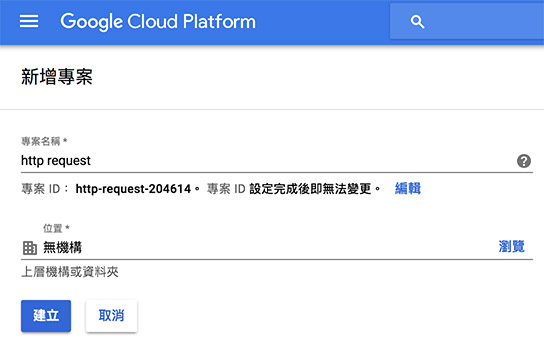 Google Cloud Platform
新增專案
專案名稱 *
http request
專案 ID： http-request-204614。 專案 ID 設定完成後即無法變更。 編輯
位置 *
無機構 瀏覽
上層機構或資料夾
建立 取消